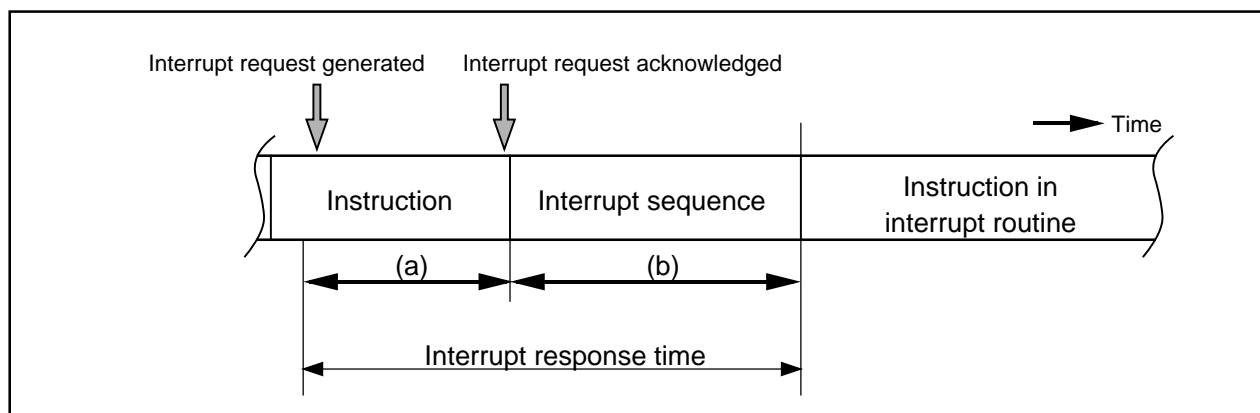 Interrupt request generated
Interrupt request acknowledged
Time
Instruction
Interrupt sequence
Instruction in
interrupt routine
(a)
(b)
Interrupt response time